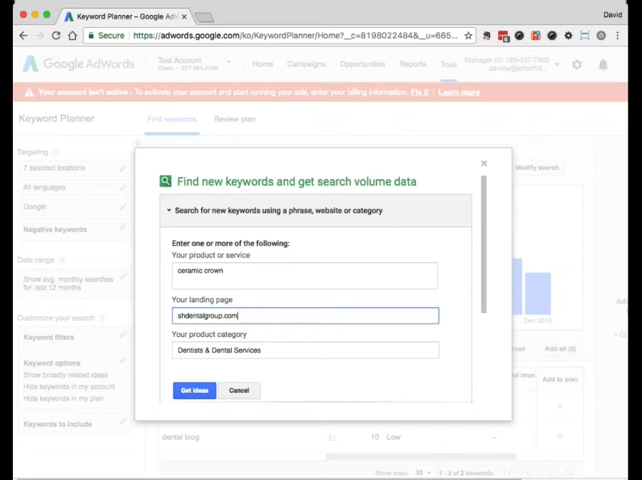 Keyword Planner – Google AdW
David
Secure https://adwords.google.com/ko/KeywordPlanner/Home?__c=8198022484&__u=665...
Google AdWords
Test Account
Home Campaigns Opportunities Reports Tools
Your account isn't active - To activate your account and start running your ads, enter your billing information. Fix it Learn more
Keyword Planner
Find keywords Review plan
Targeting
7 selected locations
All languages
Google
Negative keywords
Date range
Show avg. monthly searches
for: last 12 months
Customize your search
Keyword filters
Keyword options
Show broadly related ideas
Hide keywords in my account
Hide keywords in my plan
Keywords to include
Find new keywords and get search volume data
Search for new keywords using a phrase, website or category
Enter one or more of the following:
Your product or service
ceramic crown
Your landing page
shdentalgroup.com
Your product category
Dentists & Dental Services
Get ideas Cancel
Modify search
Dec 2016
Add all (2)
Add to plan
dental blog 10 Low –
Show rows: 30 1 - 2 of 2 keywords